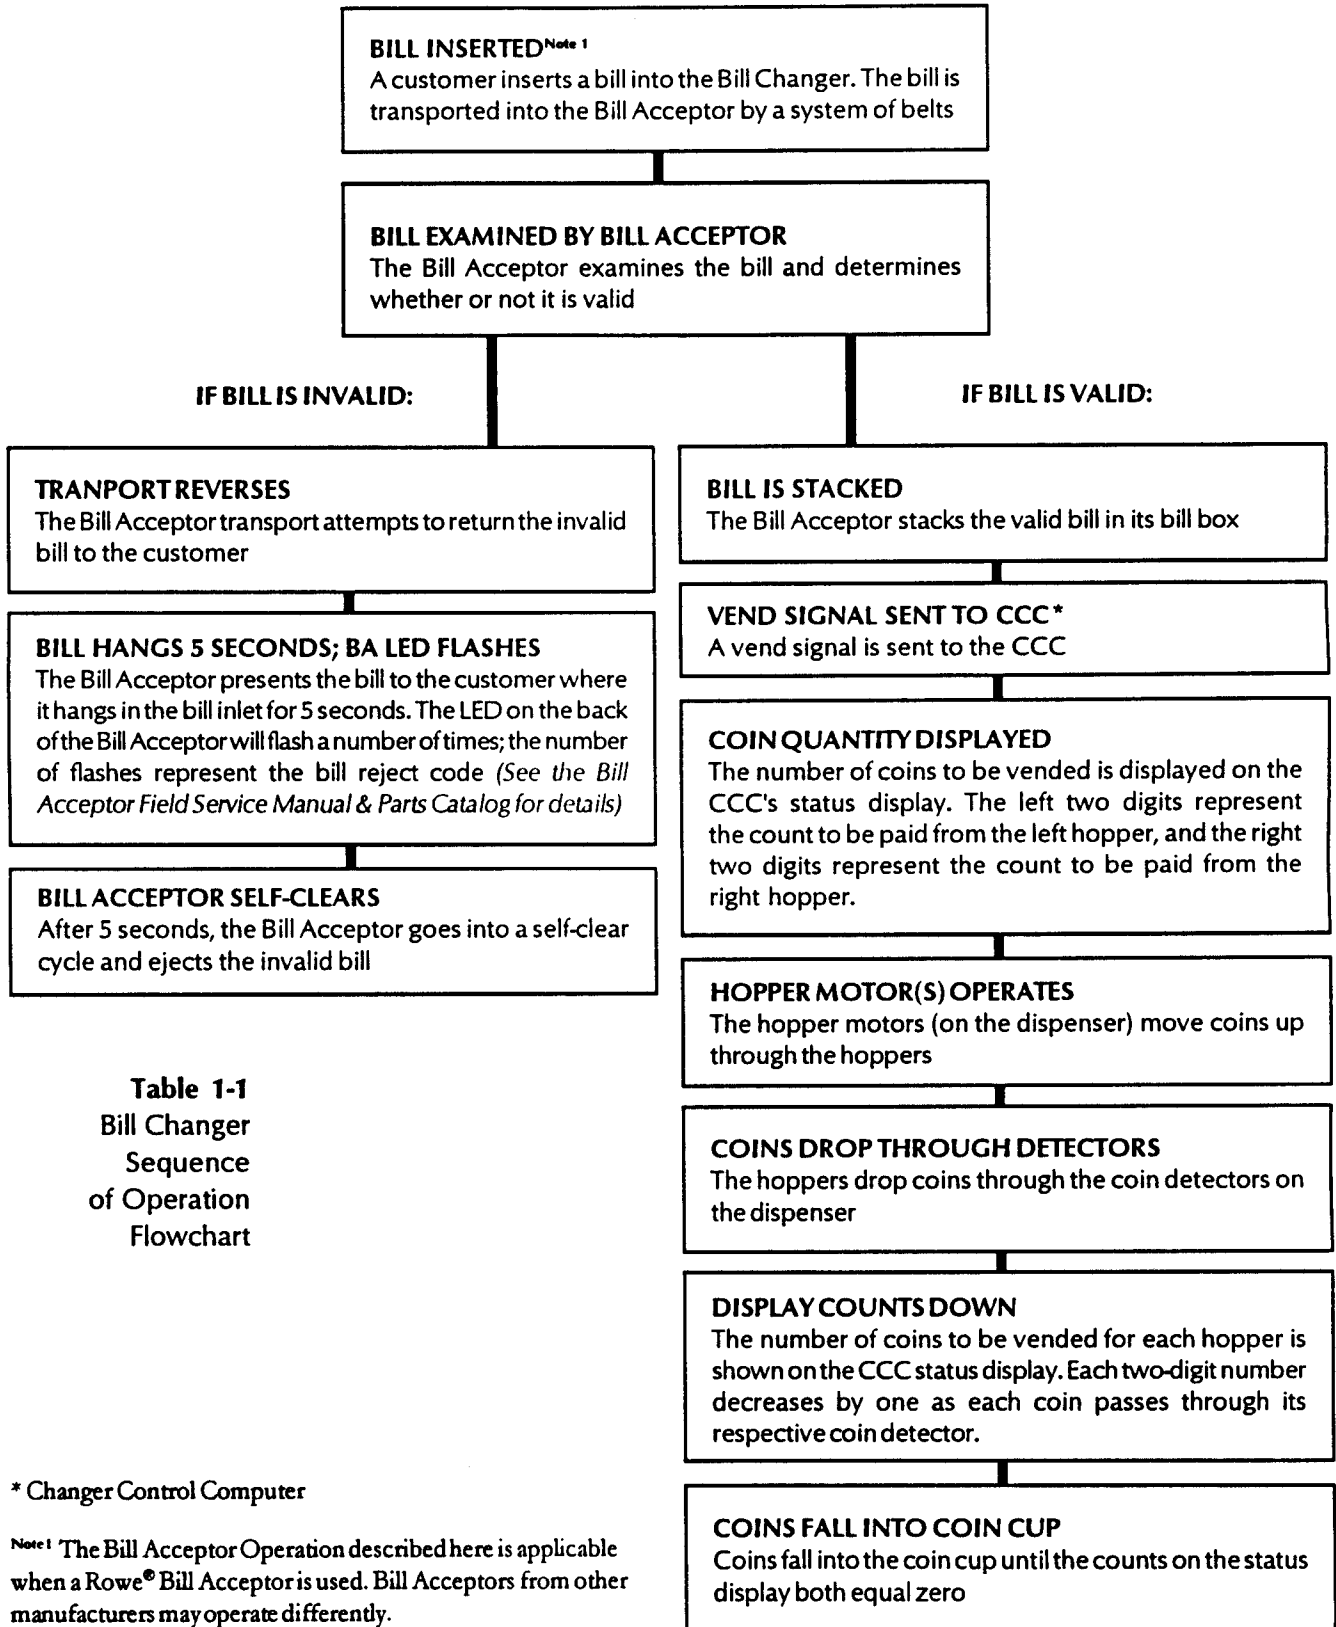 BILL INSERTED Note 1
A customer inserts a bill into the Bill Changer. The bill is
transported into the Bill Acceptor by a system of belts
BILL EXAMINED BY BILL ACCEPTOR
The Bill Acceptor examines the bill and determines
whether or not it is valid
IF BILL IS INVALID:
TRANPORT REVERSES
The Bill Acceptor transport attempts to return the invalid
bill to the customer
BILL HANGS 5 SECONDS; BA LED FLASHES
The Bill Acceptor presents the bill to the customer where
it hangs in the bill inlet for 5 seconds. The LED on the back
of the Bill Acceptor will flash a number of times; the number
of flashes represent the bill reject code (See the Bill
Acceptor Field Service Manual & Parts Catalog for details)
BILL ACCEPTOR SELF-CLEARS
After 5 seconds, the Bill Acceptor goes into a self-clear
cycle and ejects the invalid bill
IF BILL IS VALID:
BILL IS STACKED
The Bill Acceptor stacks the valid bill in its bill box
VEND SIGNAL SENT TO CCC*
A vend signal is sent to the CCC
COIN QUANTITY DISPLAYED
The number of coins to be vended is displayed on the
CCC's status display. The left two digits represent
the count to be paid from the left hopper, and the right
two digits represent the count to be paid from the
right hopper.
HOPPER MOTOR(S) OPERATES
The hopper motors (on the dispenser) move coins up
through the hoppers
COINS DROP THROUGH DETECTORS
The hoppers drop coins through the coin detectors on
the dispenser
DISPLAY COUNTS DOWN
The number of coins to be vended for each hopper is
shown on the CCC status display. Each two-digit number
decreases by one as each coin passes through its
respective coin detector.
COINS FALL INTO COIN CUP
Coins fall into the coin cup until the counts on the status
display both equal zero
Table 1-1
Bill Changer
Sequence
of Operation
Flowchart
* Changer Control Computer
Note 1 The Bill Acceptor Operation described here is applicable
when a Rowe® Bill Acceptor is used. Bill Acceptors from other
manufacturers may operate differently.